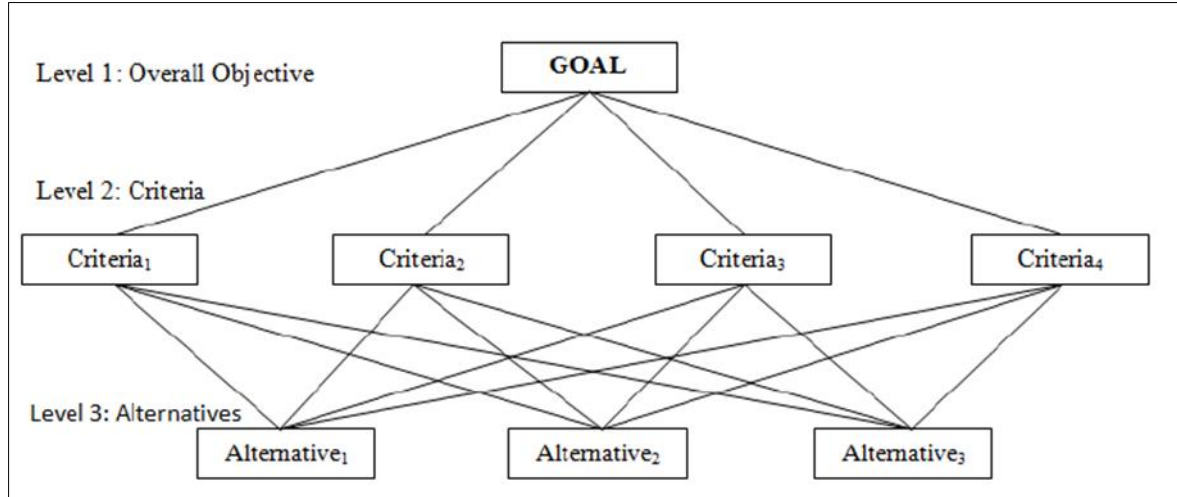 GOAL
Level 1: Overall Objective
Level 2: Criteria
Criteria₁
Criteria₂
Criteria₃
Criteria₄
Level 3: Alternatives
Alternative₁
Alternative₂
Alternative₃